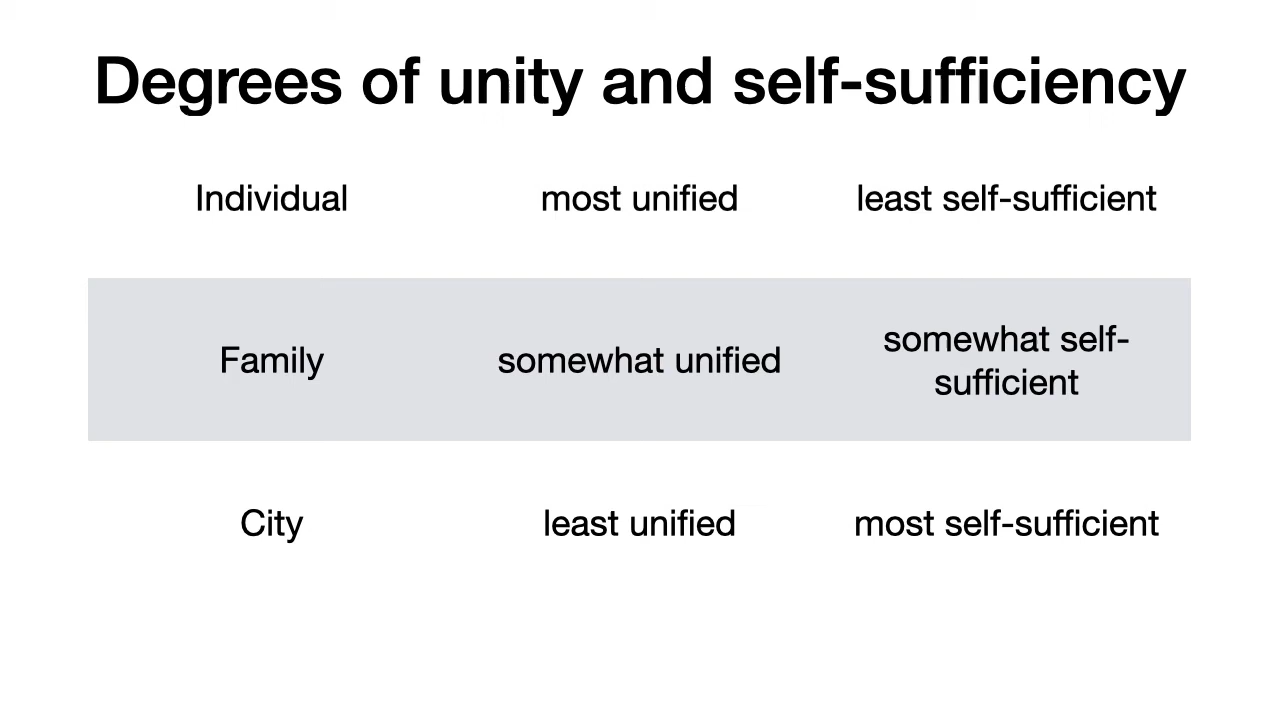 Degrees of unity and self-sufficiency
Individual most unified least self-sufficient
Family somewhat unified somewhat self-
sufficient
City least unified most self-sufficient